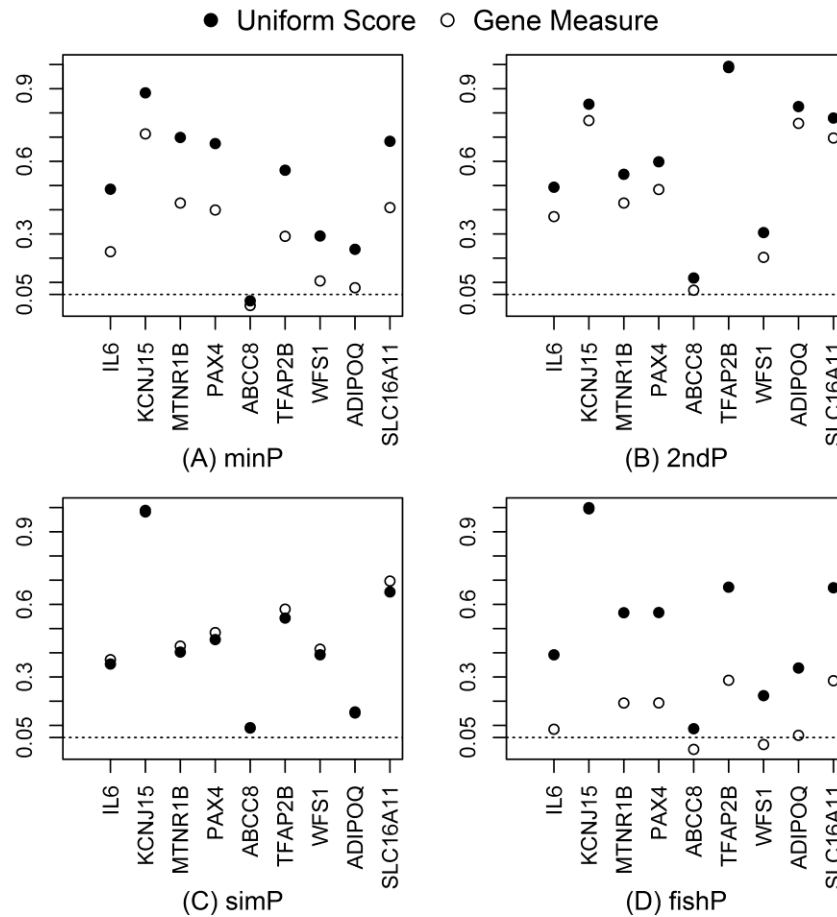 Uniform Score Gene Measure
0.9
0.6
0.3
0.05
IL6
KCNJ15
MTNR1B
PAX4
ABCC8
TFAP2B
WFS1
ADIPOQ
SLC16A11
(A) minP
0.9
0.6
0.3
0.05
IL6
KCNJ15
MTNR1B
PAX4
ABCC8
TFAP2B
WFS1
ADIPOQ
SLC16A11
(B) 2ndP
0.9
0.6
0.3
0.05
IL6
KCNJ15
MTNR1B
PAX4
ABCC8
TFAP2B
WFS1
ADIPOQ
SLC16A11
(C) simP
0.9
0.6
0.3
0.05
IL6
KCNJ15
MTNR1B
PAX4
ABCC8
TFAP2B
WFS1
ADIPOQ
SLC16A11
(D) fishP